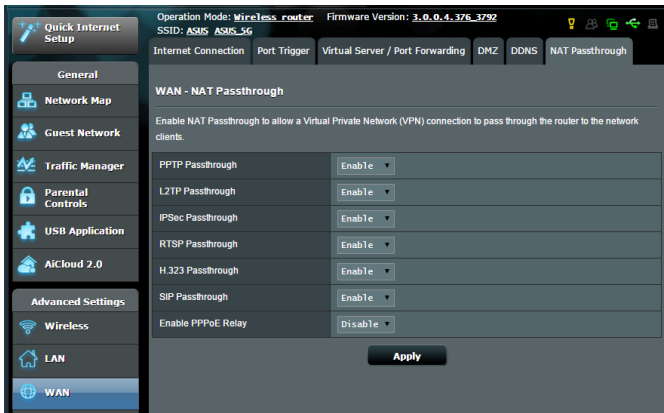 Quick Internet
Setup
Operation Mode: Wireless router Firmware Version: 3.0.0.4.376_3792
SSID: ASUS ASUS_5G
Internet Connection Port Trigger Virtual Server / Port Forwarding DMZ DDNS NAT Passthrough
General
Network Map
Guest Network
Traffic Manager
Parental
Controls
USB Application
AiCloud 2.0
Advanced Settings
Wireless
LAN
WAN
WAN - NAT Passthrough
Enable NAT Passthrough to allow a Virtual Private Network (VPN) connection to pass through the router to the network
clients.
PPTP Passthrough Enable
L2TP Passthrough Enable
IPSec Passthrough Enable
RTSP Passthrough Enable
H.323 Passthrough Enable
SIP Passthrough Enable
Enable PPPoE Relay Disable
Apply